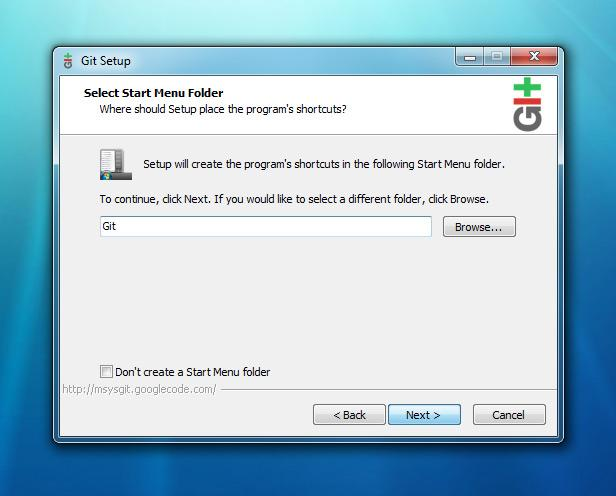 Git Setup
Select Start Menu Folder
Where should Setup place the program's shortcuts?
Setup will create the program's shortcuts in the following Start Menu folder.
To continue, click Next. If you would like to select a different folder, click Browse.
Git
Browse...
Don't create a Start Menu folder
http://msysgit.googlecode.com/
< Back
Next >
Cancel